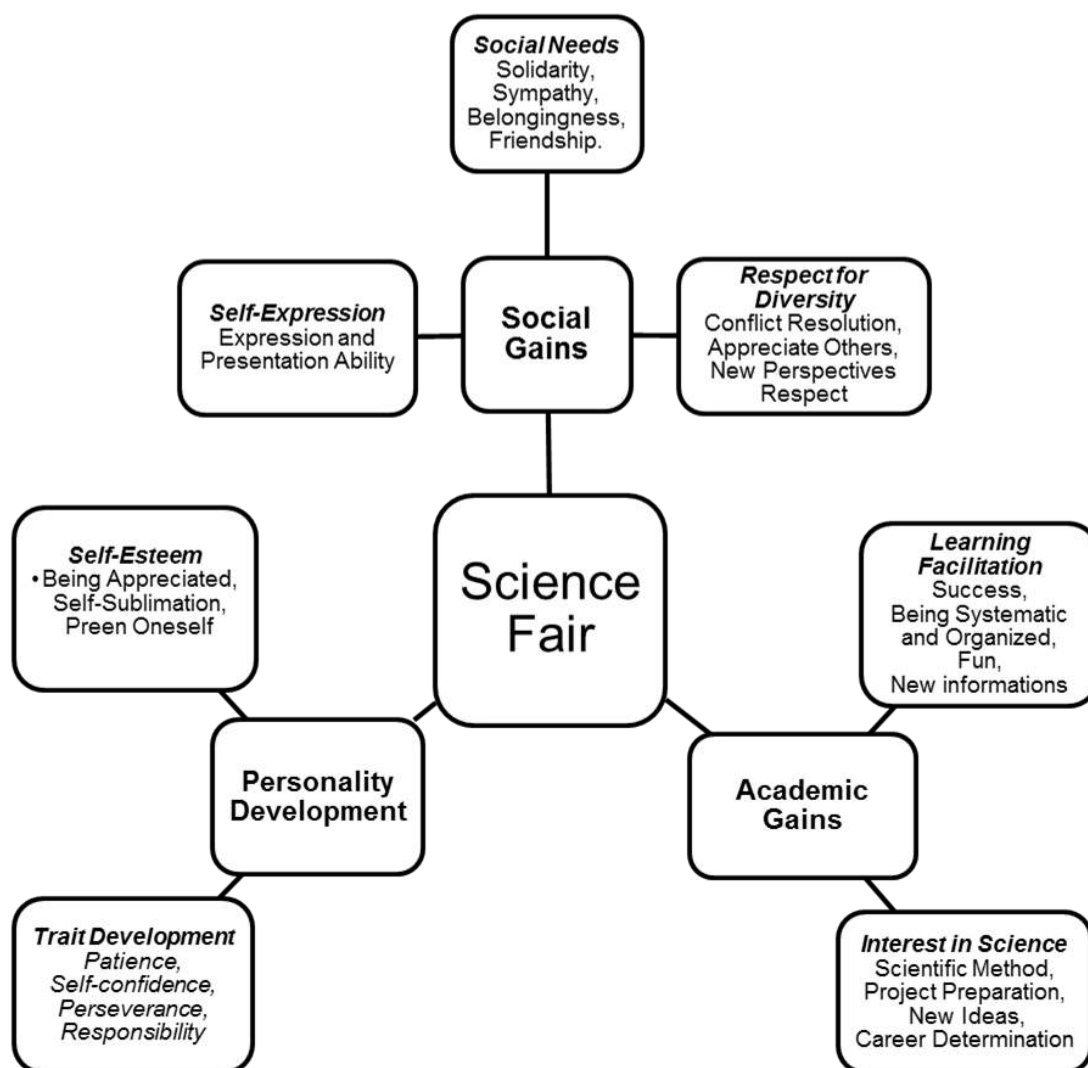 Social Needs
Solidarity,
Sympathy,
Belongingness,
Friendship.
Self-Expression
Expression and
Presentation Ability
Social
Gains
Respect for
Diversity
Conflict Resolution,
Appreciate Others,
New Perspectives
Respect
Science
Fair
Self-Esteem
•Being Appreciated,
Self-Sublimation,
Preen Oneself
Learning
Facilitation
Success,
Being Systematic
and Organized,
Fun,
New informations
Personality
Development
Academic
Gains
Trait Development
Patience,
Self-confidence,
Perseverance,
Responsibility
Interest in Science
Scientific Method,
Project Preparation,
New Ideas,
Career Determination